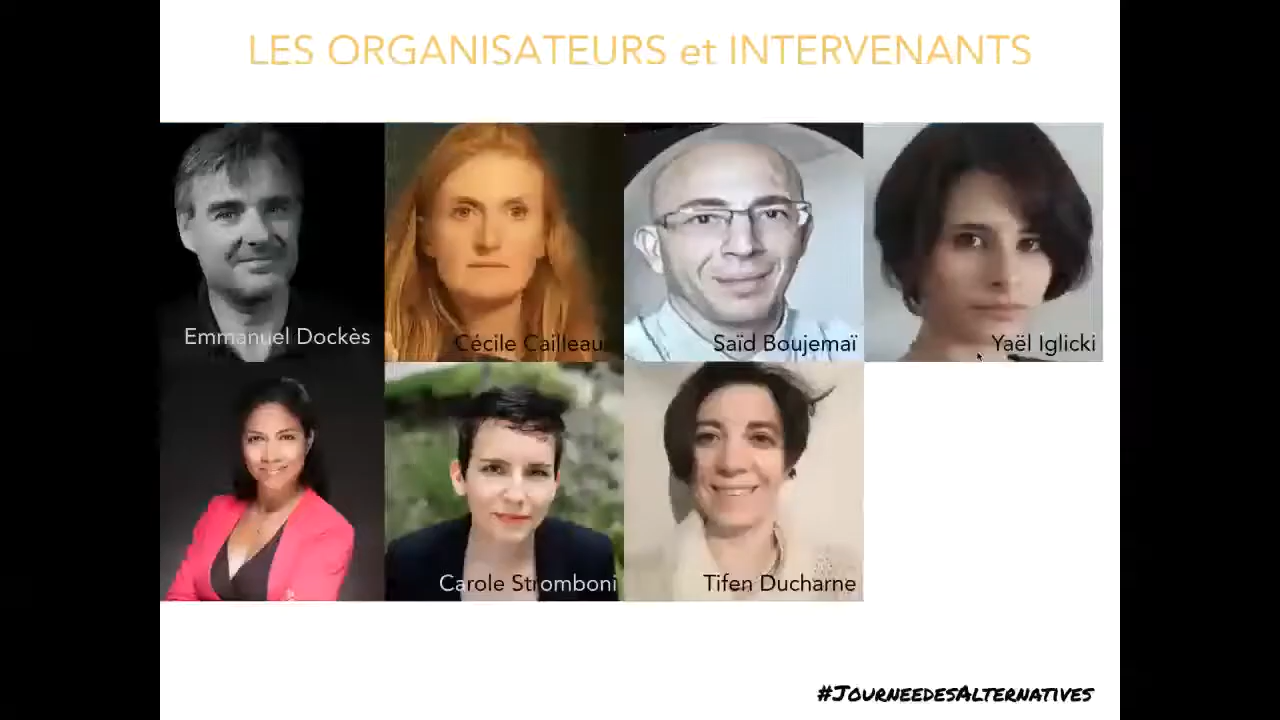 LES ORGANISATEURS et INTERVENANTS
Emmanuel Dockès
Cécile Cailleau
Saïd Boujemaï
Yaël Iglicki
Carole Stromboni
Tifen Ducharne
#JOURNEEDESALTERNATIVES